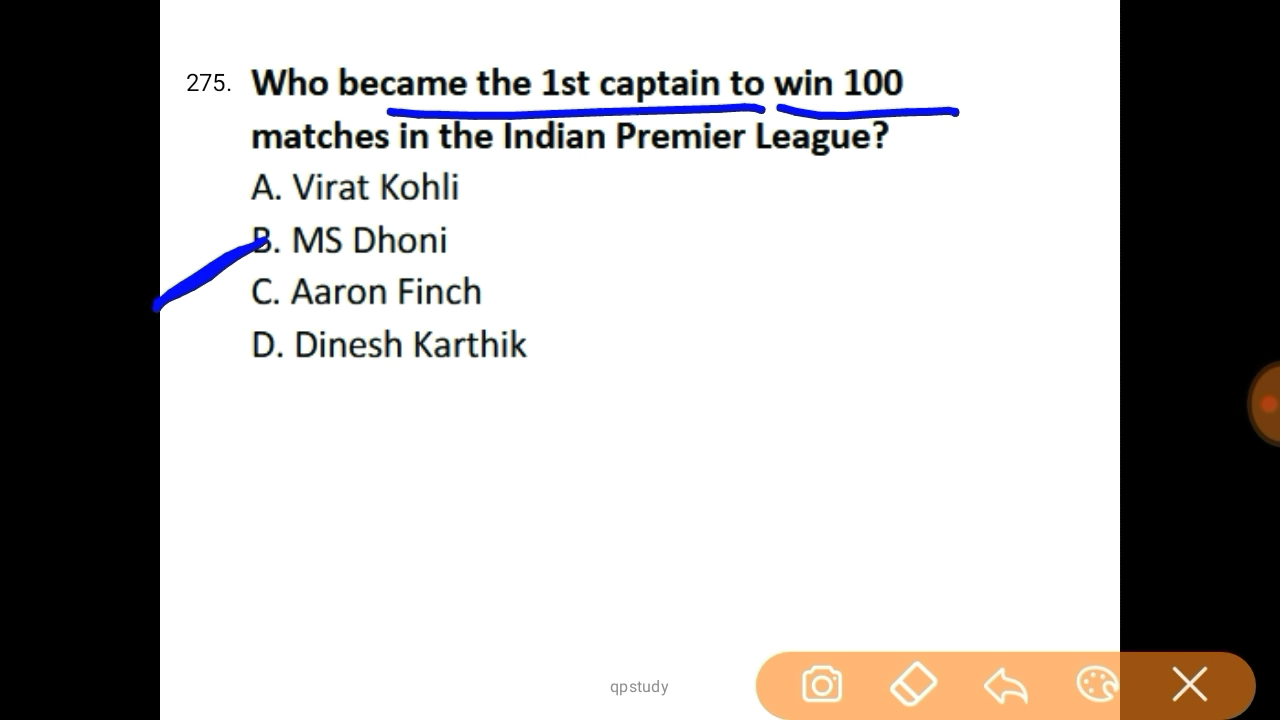 275. Who became the 1st captain to win 100
matches in the Indian Premier League?
A. Virat Kohli
B. MS Dhoni
C. Aaron Finch
D. Dinesh Karthik
qpstudy